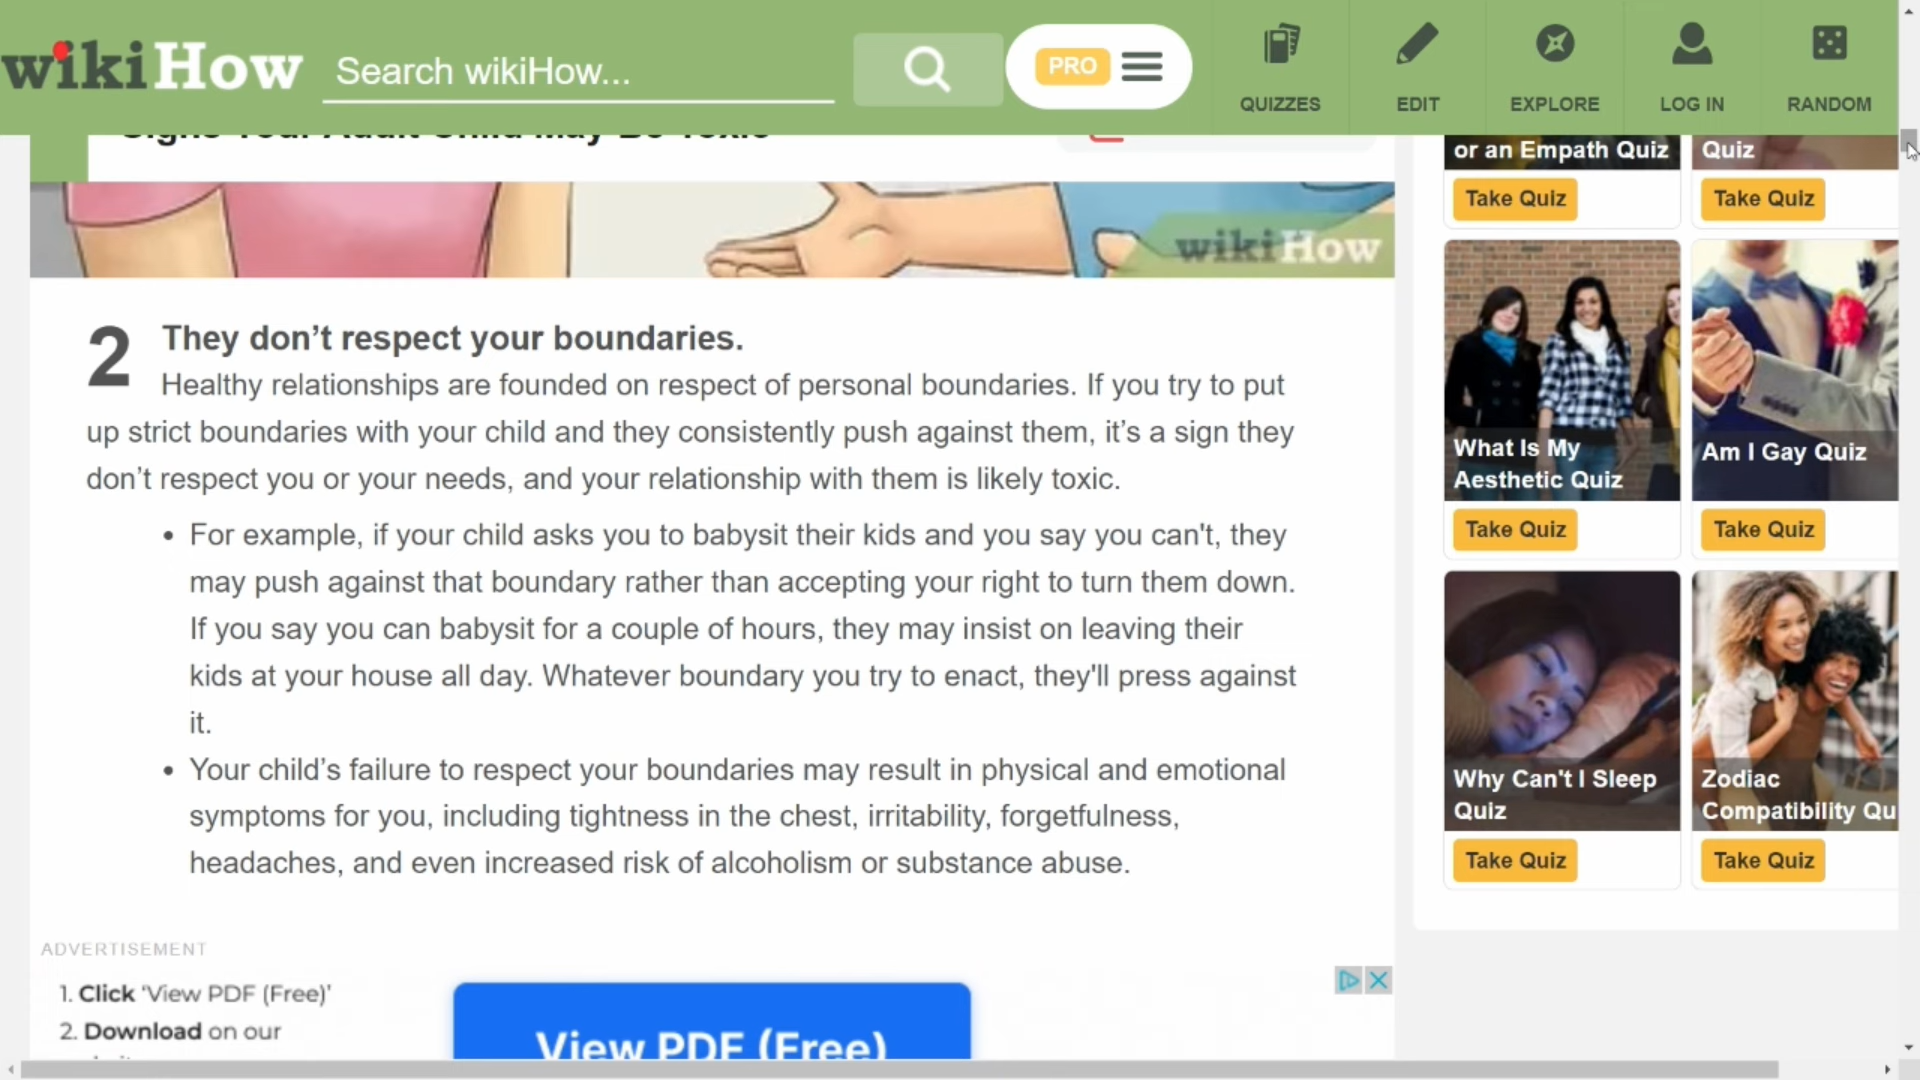 wikiHow
Search wikiHow...
PRO
QUIZZES
EDIT
EXPLORE
LOG IN
RANDOM
Signs Your Adult Child May Be Toxic
wikiHow
2 They don’t respect your boundaries.
Healthy relationships are founded on respect of personal boundaries. If you try to put
up strict boundaries with your child and they consistently push against them, it’s a sign they
don’t respect you or your needs, and your relationship with them is likely toxic.
• For example, if your child asks you to babysit their kids and you say you can't, they
may push against that boundary rather than accepting your right to turn them down.
If you say you can babysit for a couple of hours, they may insist on leaving their
kids at your house all day. Whatever boundary you try to enact, they'll press against
it.
• Your child’s failure to respect your boundaries may result in physical and emotional
symptoms for you, including tightness in the chest, irritability, forgetfulness,
headaches, and even increased risk of alcoholism or substance abuse.
ADVERTISEMENT
1. Click ‘View PDF (Free)’
2. Download on our
View PDF (Free)
or an Empath Quiz
Take Quiz
Quiz
Take Quiz
What Is My
Aesthetic Quiz
Take Quiz
Am I Gay Quiz
Take Quiz
Why Can't I Sleep
Quiz
Take Quiz
Zodiac
Compatibility Qu
Take Quiz